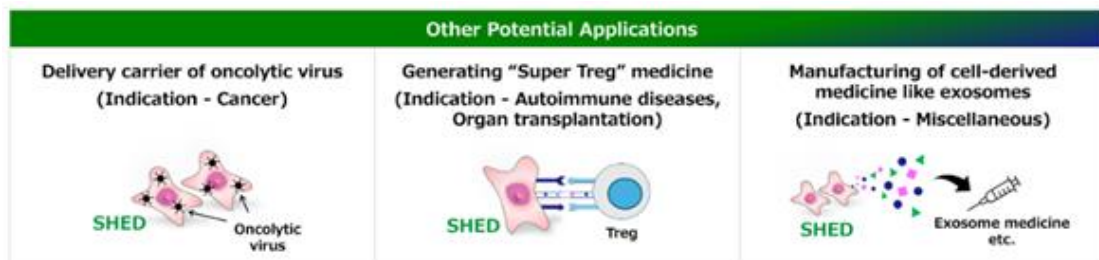 Other Potential Applications
Delivery carrier of oncolytic virus
(Indication - Cancer)
SHED
Oncolytic
virus
Generating “Super Treg” medicine
(Indication - Autoimmune diseases,
Organ transplantation)
SHED
Treg
Manufacturing of cell-derived
medicine like exosomes
(Indication - Miscellaneous)
SHED
Exosome medicine
etc.